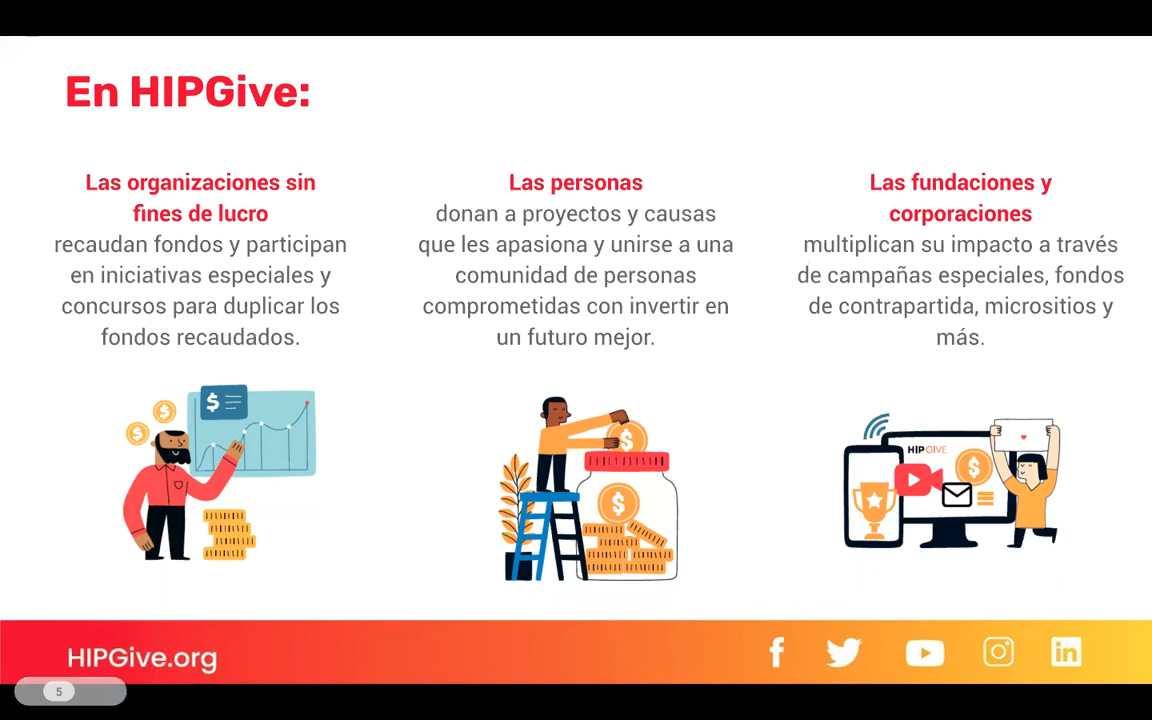 En HIPGive:
Las organizaciones sin
fines de lucro
recaudan fondos y participan
en iniciativas especiales y
concursos para duplicar los
fondos recaudados.
Las personas
donan a proyectos y causas
que les apasiona y unirse a una
comunidad de personas
comprometidas con invertir en
un futuro mejor.
Las fundaciones y
corporaciones
multiplican su impacto a través
de campañas especiales, fondos
de contrapartida, micrositios y
más.
$
$
$
$
$
HIPGIVE
$
HIPGive.org
5